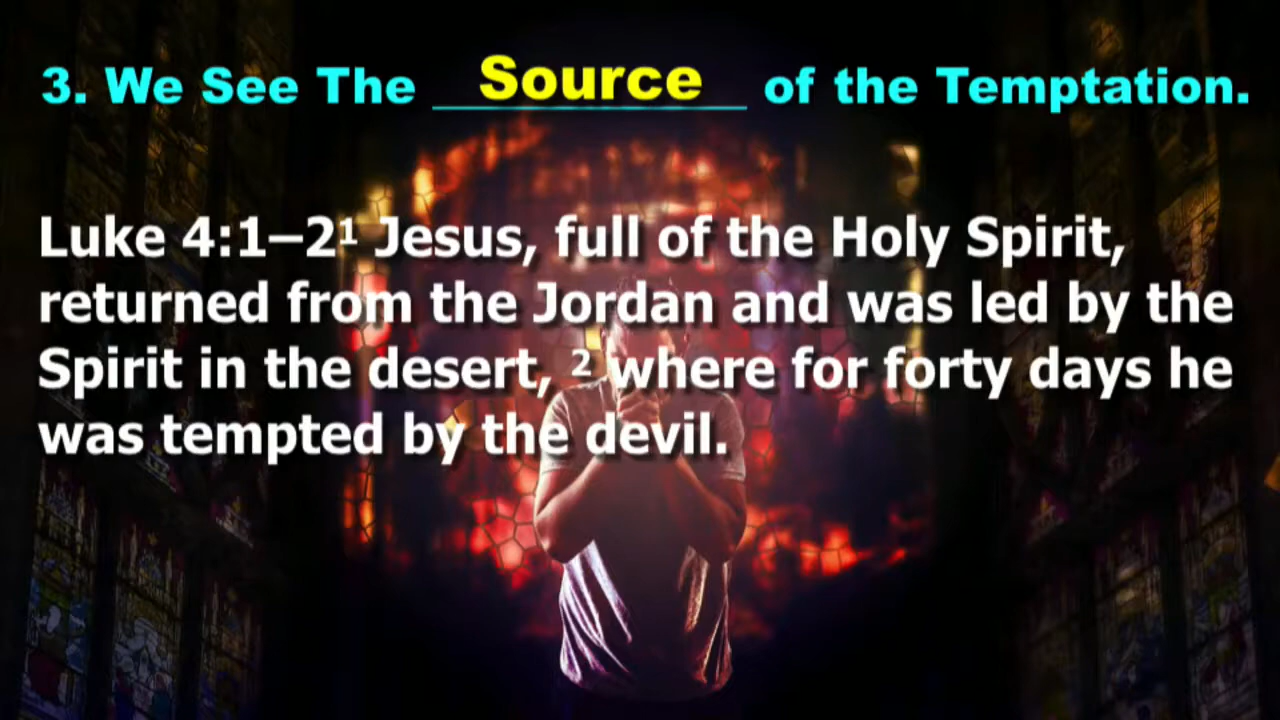 3. We See The Source of the Temptation.
Luke 4:1–2¹ Jesus, full of the Holy Spirit,
returned from the Jordan and was led by the
Spirit in the desert, ² where for forty days he
was tempted by the devil.